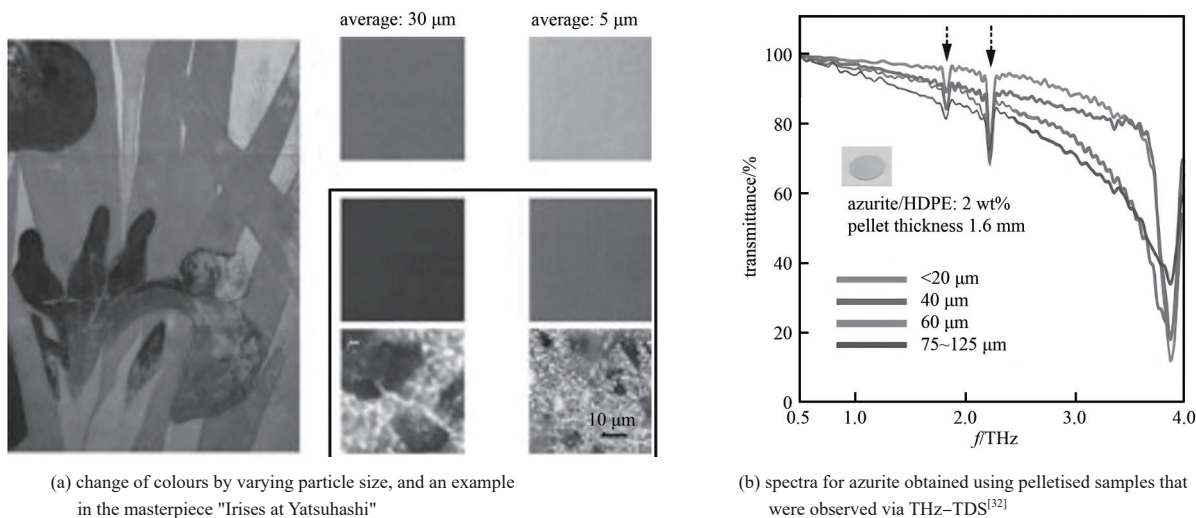 average: 30 μm
average: 5 μm
10 μm
(a) change of colours by varying particle size, and an example
in the masterpiece "Irises at Yatsuhashi"
transmittance/%
100
80
60
40
20
0
azurite/HDPE: 2 wt%
pellet thickness 1.6 mm
<20 μm
40 μm
60 μm
75~125 μm
0.5
1.0
2.0
3.0
4.0
f/THz
(b) spectra for azurite obtained using pelletised samples that
were observed via THz–TDS[32]